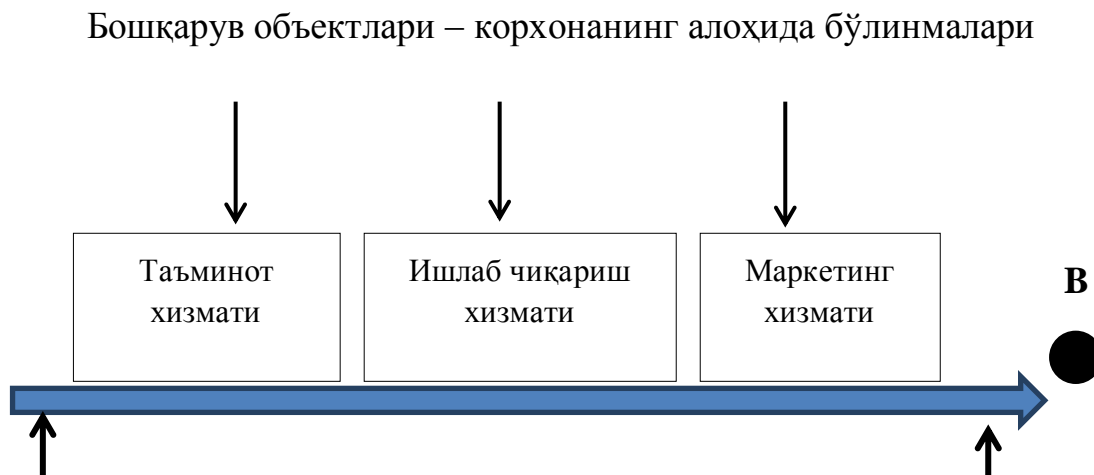 Бошқарув объектлари – корхонанинг алоҳида бўлинмалари
Таъминот
хизмати
Ишлаб чиқариш
хизмати
Маркетинг
хизмати
В